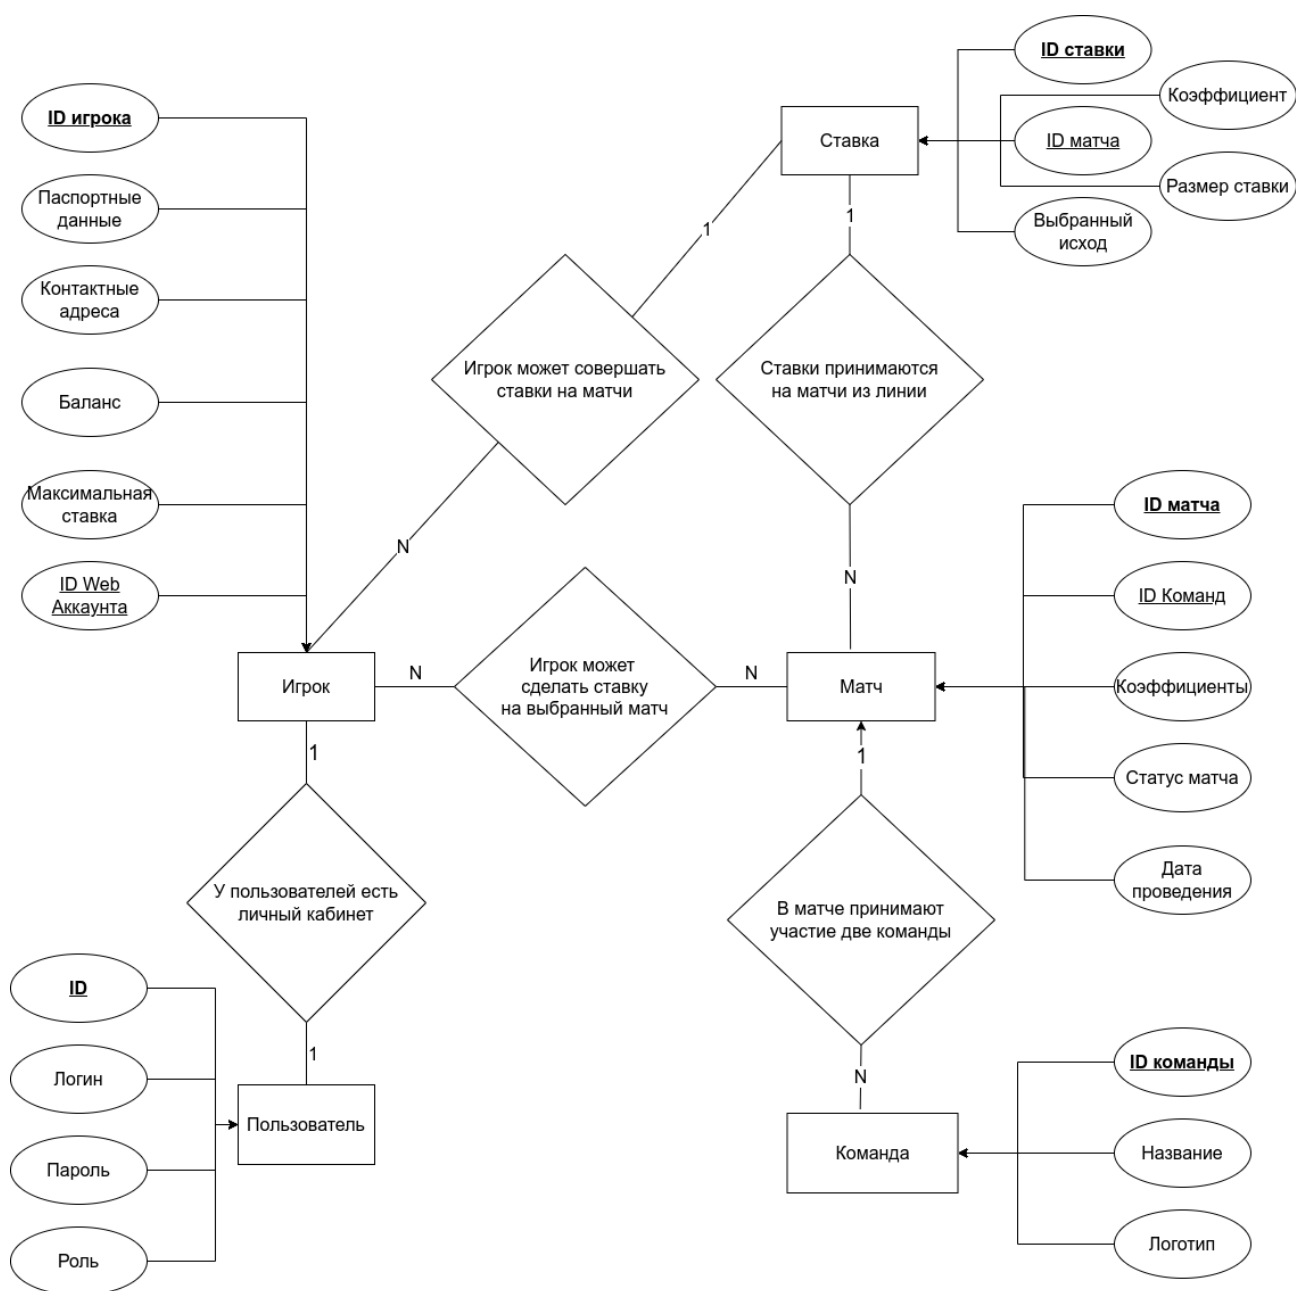 ID игрока
Паспортные
данные
Контактные
адреса
Баланс
Максимальная
ставка
ID Web
Аккаунта
Игрок
Ставка
ID ставки
Коэффициент
ID матча
Размер ставки
Выбранный
исход
1
1
Игрок может совершать
ставки на матчи
Ставки принимаются
на матчи из линии
N
N
N
Игрок может
сделать ставку
на выбранный матч
N
Матч
ID матча
ID Команд
Коэффициенты
Статус матча
Дата
проведения
1
1
У пользователей есть
личный кабинет
В матче принимают
участие две команды
1
N
ID
Логин
Пароль
Роль
Пользователь
Команда
ID команды
Название
Логотип